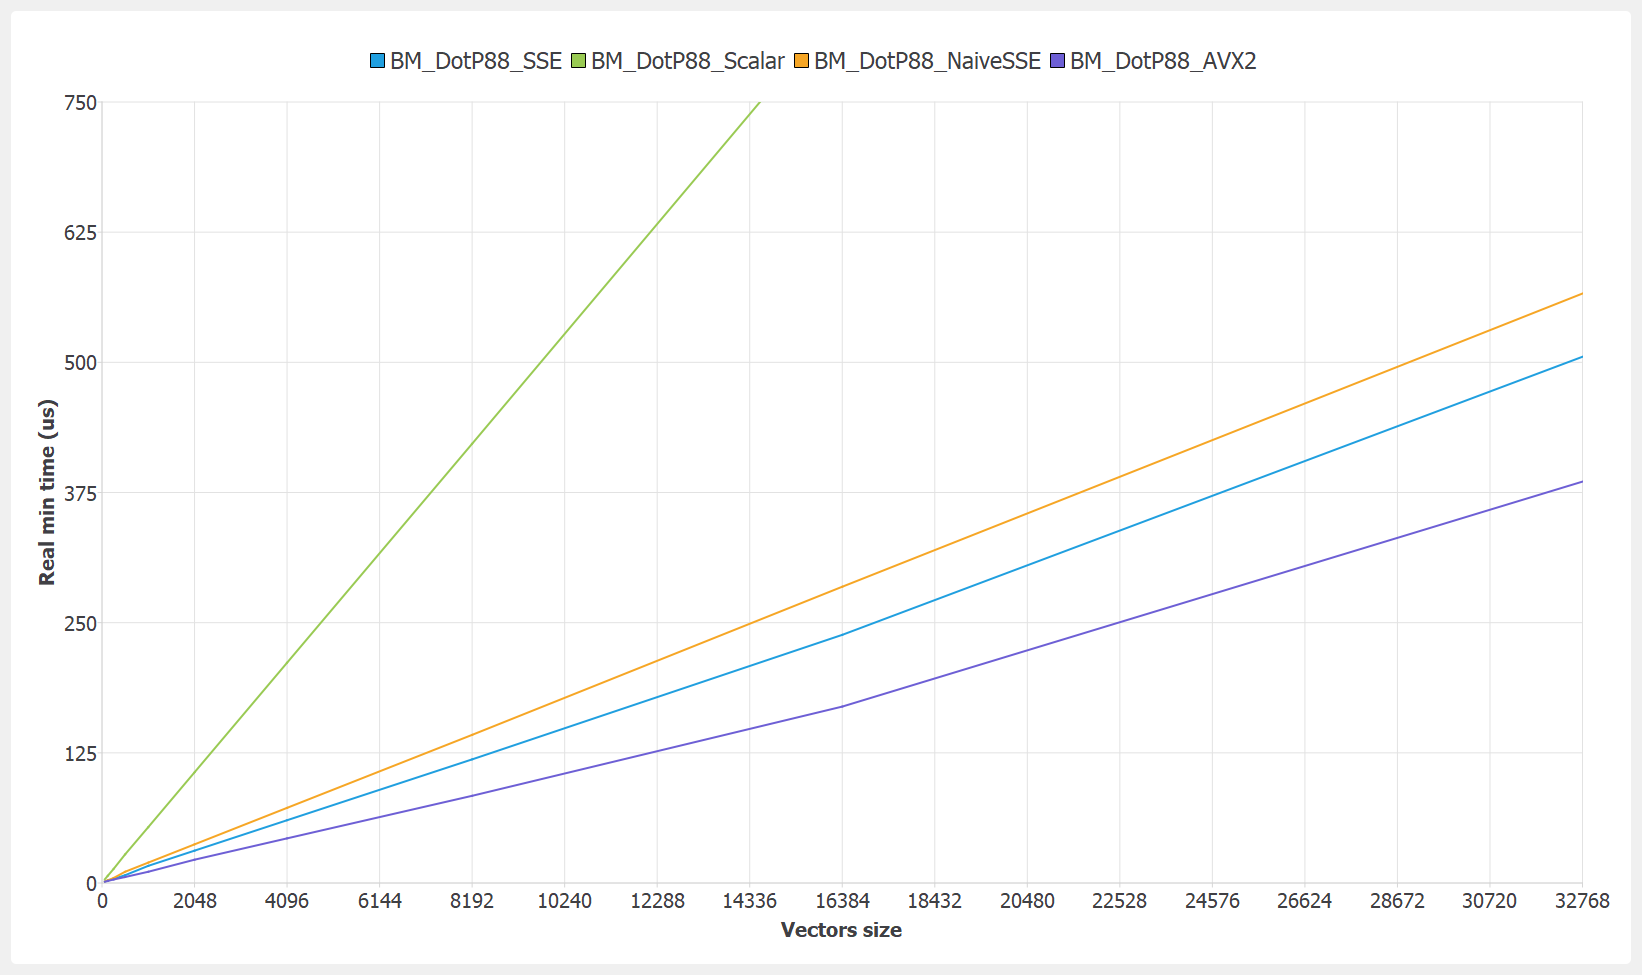 BM_DotP88_SSE BM_DotP88_Scalar BM_DotP88_NaiveSSE BM_DotP88_AVX2
750
625
500
375
250
125
0
Real min time (us)
0 2048 4096 6144 8192 10240 12288 14336 16384 18432 20480 22528 24576 26624 28672 30720 32768
Vectors size